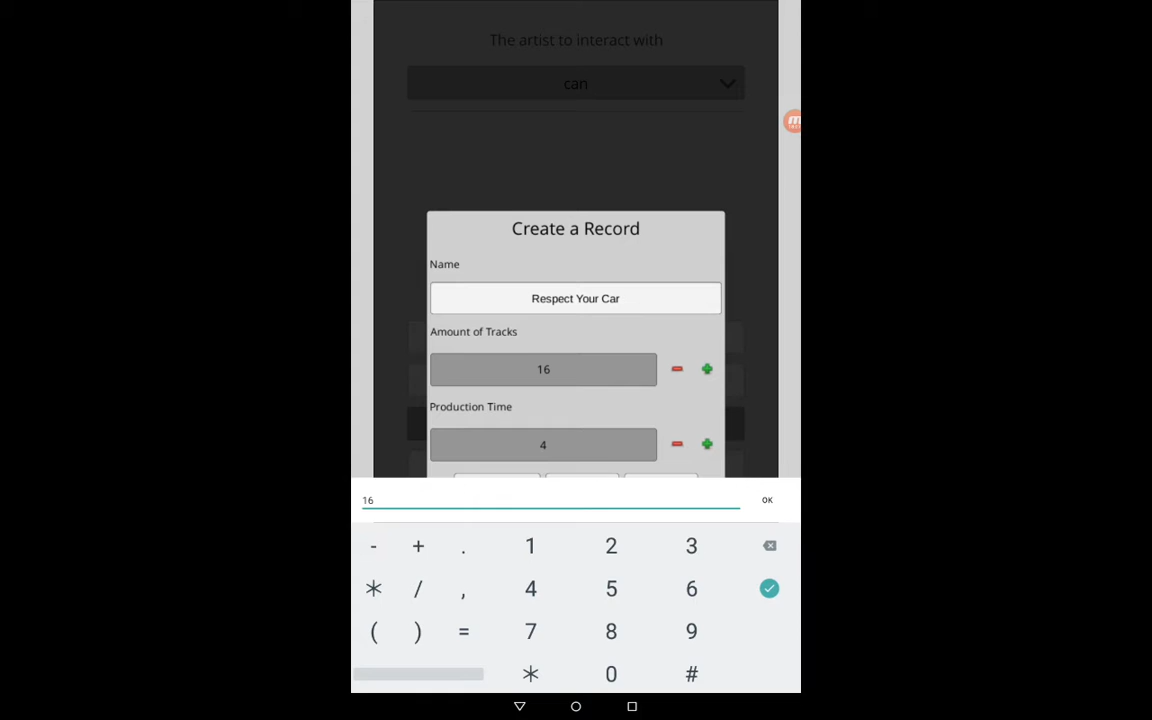 The artist to interact with
can
Create a Record
Name
Respect Your Car
Amount of Tracks
16
Production Time
4
16 OK
- + . 1 2 3
* / , 4 5 6
( ) = 7 8 9
* 0 #